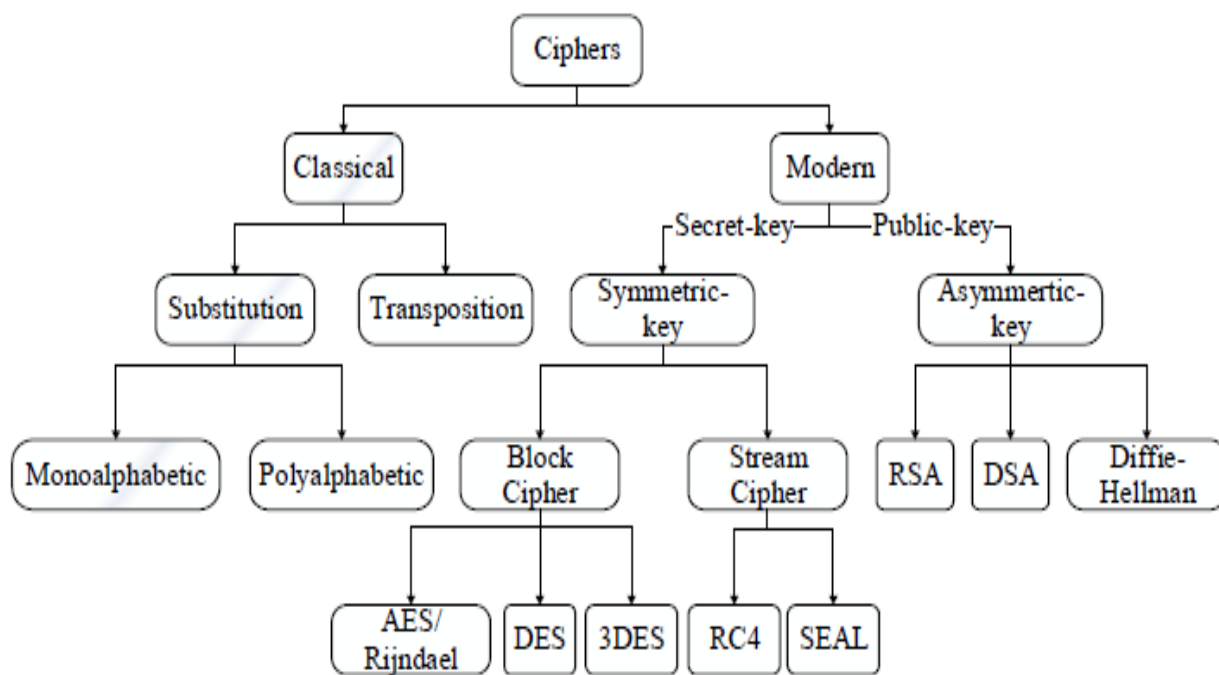 Ciphers
Classical
Modern
Secret-key
Public-key
Substitution
Transposition
Symmetric-
key
Asymmertic-
key
Monoalphabetic
Polyalphabetic
Block
Cipher
Stream
Cipher
RSA
DSA
Diffie-
Hellman
AES/
Rijndael
DES
3DES
RC4
SEAL